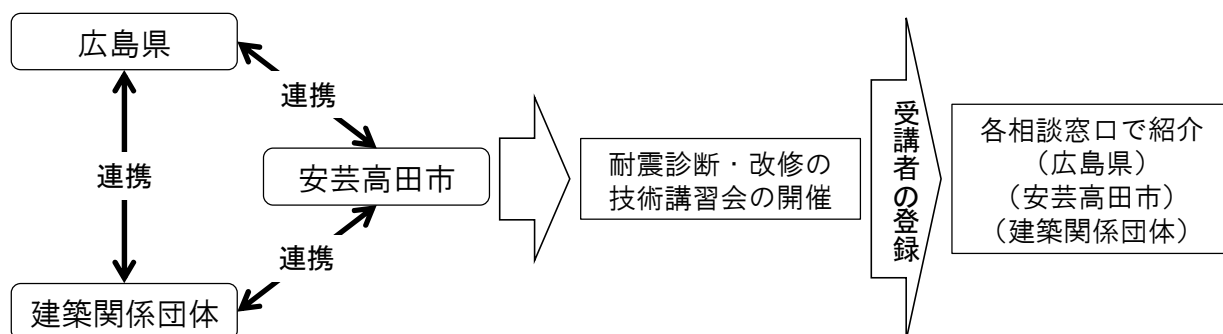 広島県
連携
連携
安芸高田市
連携
建築関係団体
耐震診断・改修の
技術講習会の開催
受講者の登録
各相談窓口で紹介
（広島県）
（安芸高田市）
（建築関係団体）